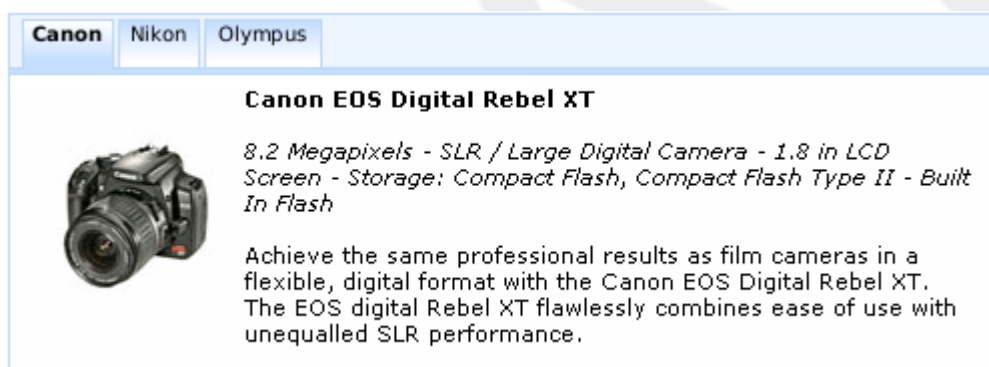 Canon Nikon Olympus
Canon EOS Digital Rebel XT
8.2 Megapixels - SLR / Large Digital Camera - 1.8 in LCD
Screen - Storage: Compact Flash, Compact Flash Type II - Built
In Flash
Achieve the same professional results as film cameras in a
flexible, digital format with the Canon EOS Digital Rebel XT.
The EOS digital Rebel XT flawlessly combines ease of use with
unequalled SLR performance.
Canon